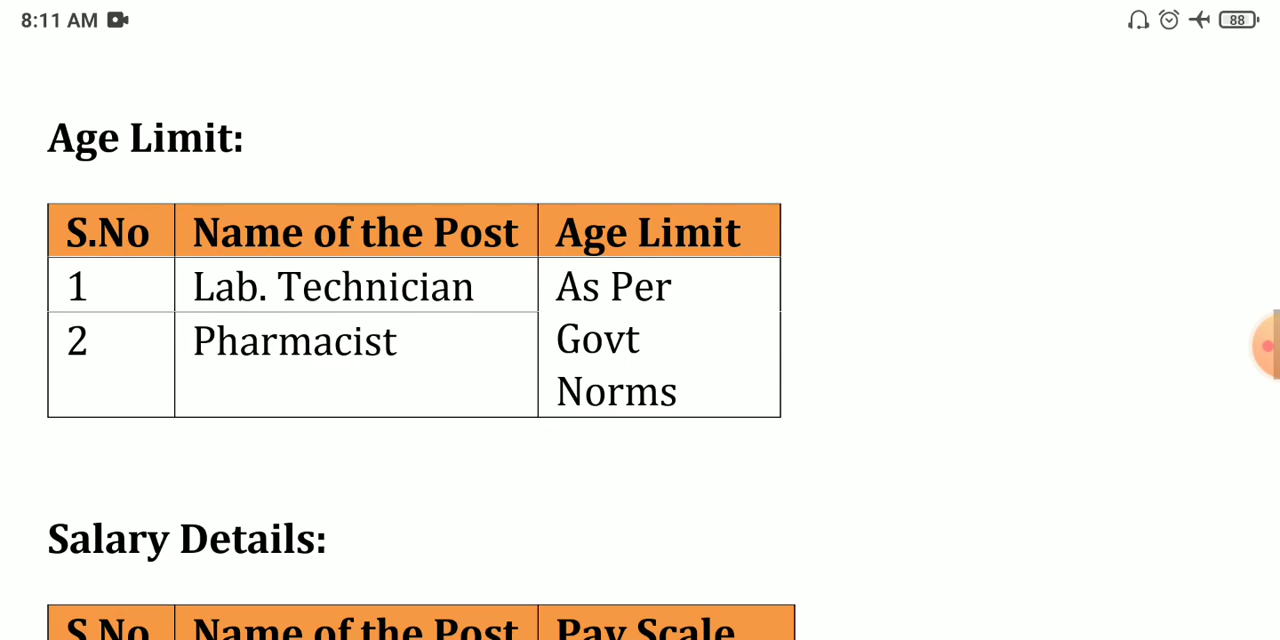 8:11 AM
88
Age Limit:
S.No Name of the Post Age Limit
1 Lab. Technician As Per
2 Pharmacist Govt
Norms
Salary Details:
S.No Name of the Post Pay Scale